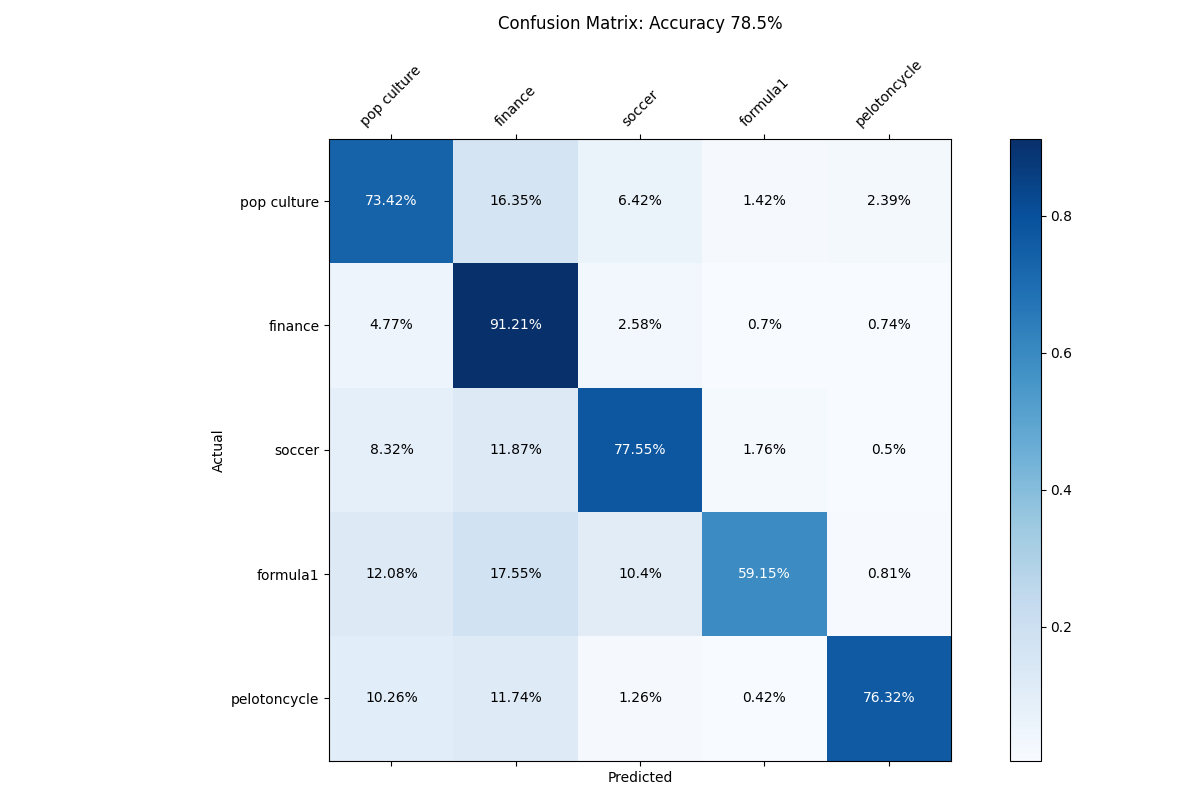 Confusion Matrix: Accuracy 78.5%
pop culture finance soccer formula1 pelotoncycle
pop culture 73.42% 16.35% 6.42% 1.42% 2.39%
finance 4.77% 91.21% 2.58% 0.7% 0.74%
soccer 8.32% 11.87% 77.55% 1.76% 0.5%
formula1 12.08% 17.55% 10.4% 59.15% 0.81%
pelotoncycle 10.26% 11.74% 1.26% 0.42% 76.32%
Actual
Predicted
0.8
0.6
0.4
0.2